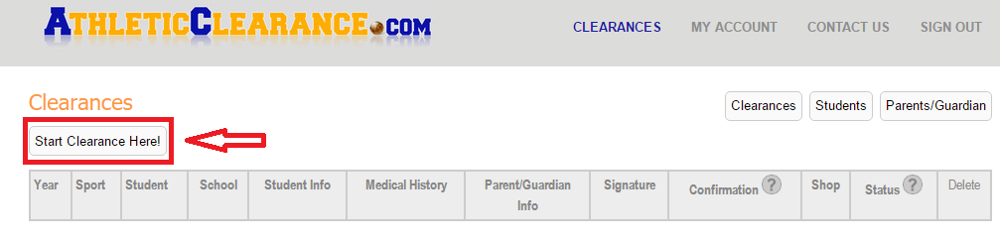 ATHLETICCLEARANCE.COM
CLEARANCES MY ACCOUNT CONTACT US SIGN OUT
Clearances
Clearances Students Parents/Guardian
Start Clearance Here!
Year Sport Student School Student Info Medical History Parent/Guardian Info Signature Confirmation ? Shop Status ? Delete